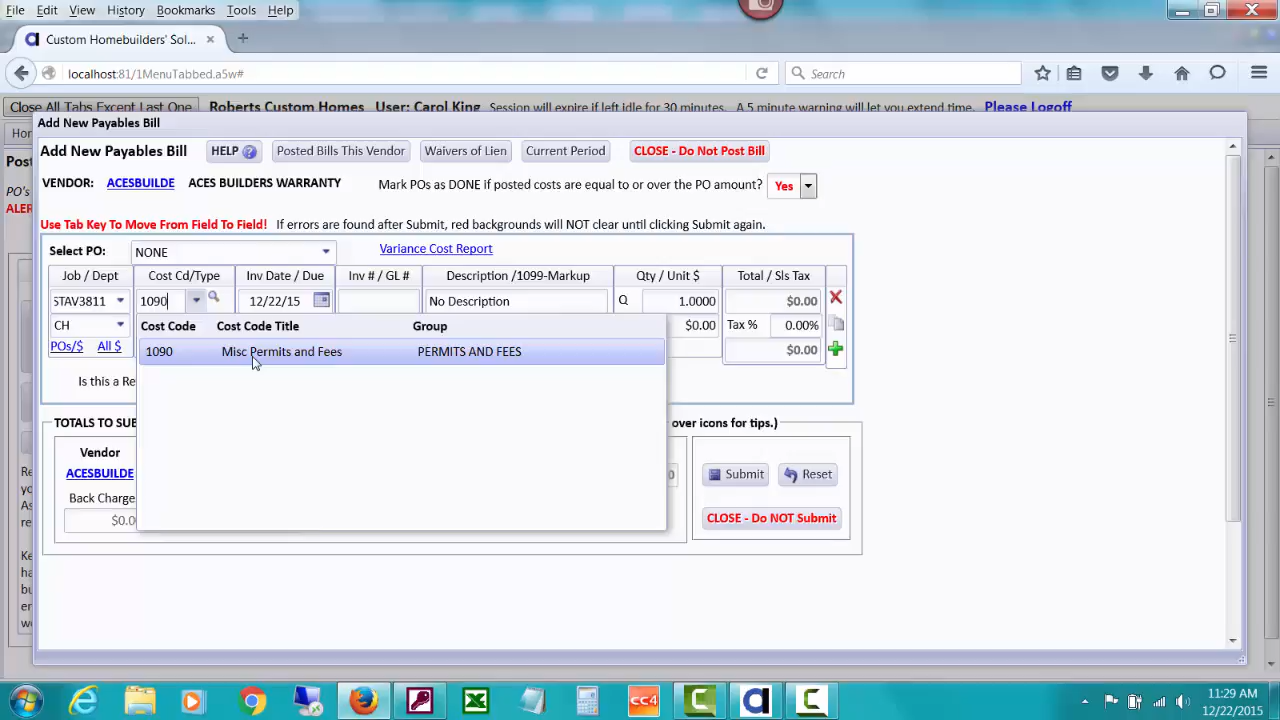 File Edit View History Bookmarks Tools Help
Custom Homebuilders' Sol... × +
localhost:81/1MenuTabbed.a5w# Search
Close All Tabs Except Last One Roberts Custom Homes User: Carol King Session will expire if left idle for 30 minutes. A 5 minute warning will let you extend time. Please Logoff
Add New Payables Bill
Add New Payables Bill HELP Posted Bills This Vendor Waivers of Lien Current Period CLOSE - Do Not Post Bill
VENDOR: ACESBUILDE ACES BUILDERS WARRANTY Mark POs as DONE if posted costs are equal to or over the PO amount? Yes
Use Tab Key To Move From Field To Field! If errors are found after Submit, red backgrounds will NOT clear until clicking Submit again.
Select PO: NONE Variance Cost Report
Job / Dept Cost Cd/Type Inv Date / Due Inv # / GL # Description /1099-Markup Qty / Unit $ Total / Sls Tax
STAV3811 1090 12/22/15 No Description Q 1.0000 $0.00
CH $0.00 Tax % 0.00%
POs/$ All $ $0.00
Cost Code Cost Code Title Group
1090 Misc Permits and Fees PERMITS AND FEES
Is this a Re
TOTALS TO SUB over icons for tips.)
Vendor
ACESBUILDE 0 Submit Reset
Back Charge
$0.0 CLOSE - Do NOT Submit
11:29 AM
12/22/2015
CC4